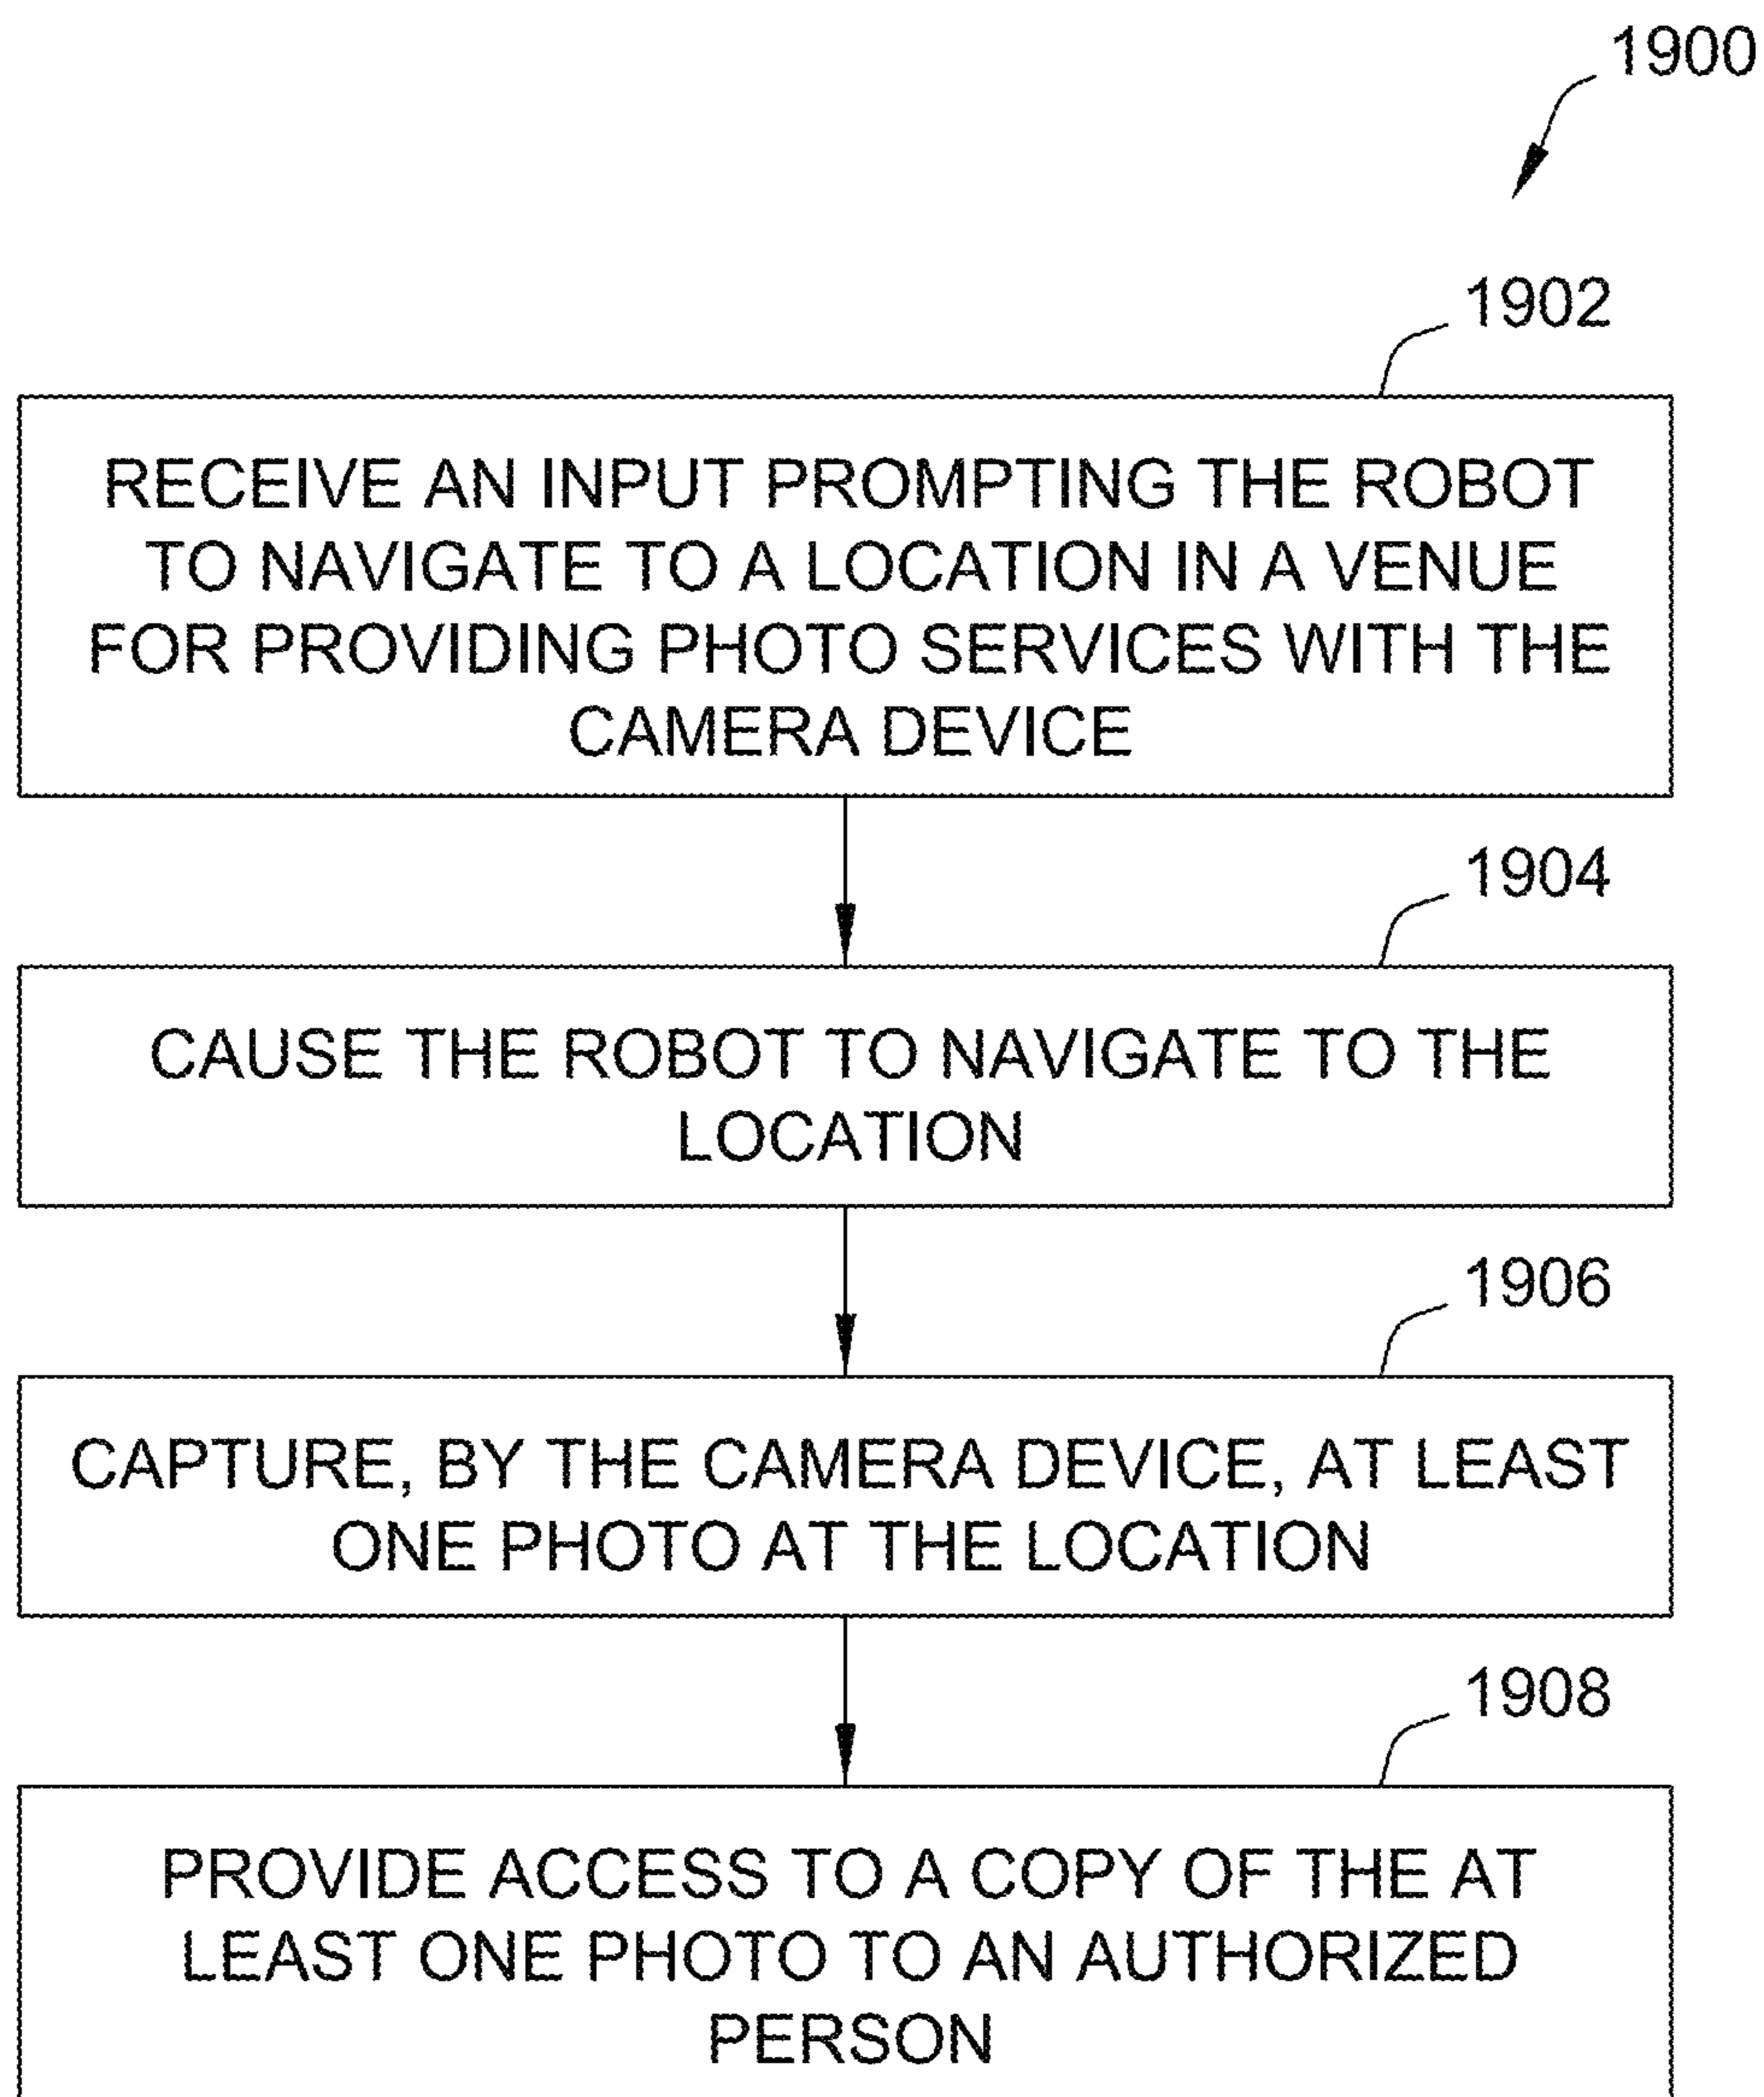 1900
1902
RECEIVE AN INPUT PROMPTING THE ROBOT
TO NAVIGATE TO A LOCATION IN A VENUE
FOR PROVIDING PHOTO SERVICES WITH THE
CAMERA DEVICE
1904
CAUSE THE ROBOT TO NAVIGATE TO THE
LOCATION
1906
CAPTURE, BY THE CAMERA DEVICE, AT LEAST
ONE PHOTO AT THE LOCATION
1908
PROVIDE ACCESS TO A COPY OF THE AT
LEAST ONE PHOTO TO AN AUTHORIZED
PERSON